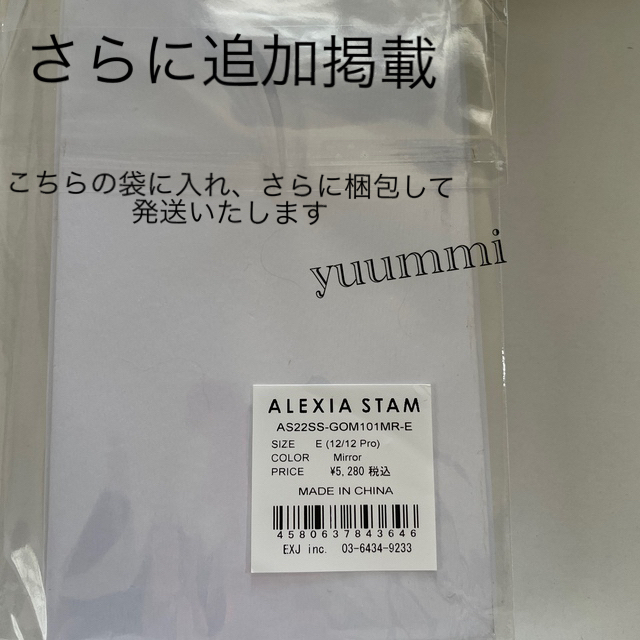 さらに追加掲載
こちらの袋に入れ、さらに梱包して
発送いたします
yuummi
ALEXIA STAM
AS22SS-GOM101MR-E
SIZE E (12/12 Pro)
COLOR Mirror
PRICE ¥5,280 税込
MADE IN CHINA
4580637843646
EXJ inc. 03-6434-9233